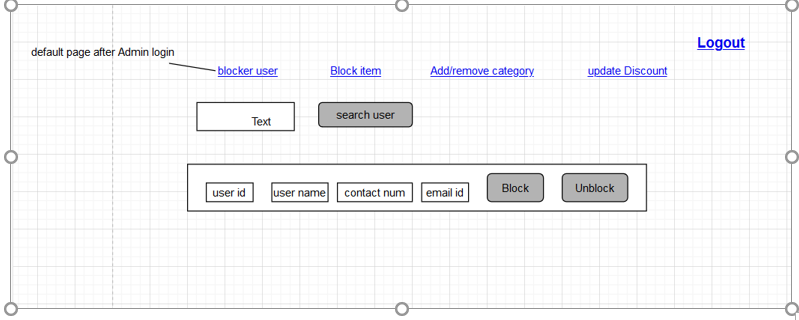 Logout
default page after Admin login
blocker user Block item Add/remove category update Discount
Text search user
user id user name contact num email id Block Unblock